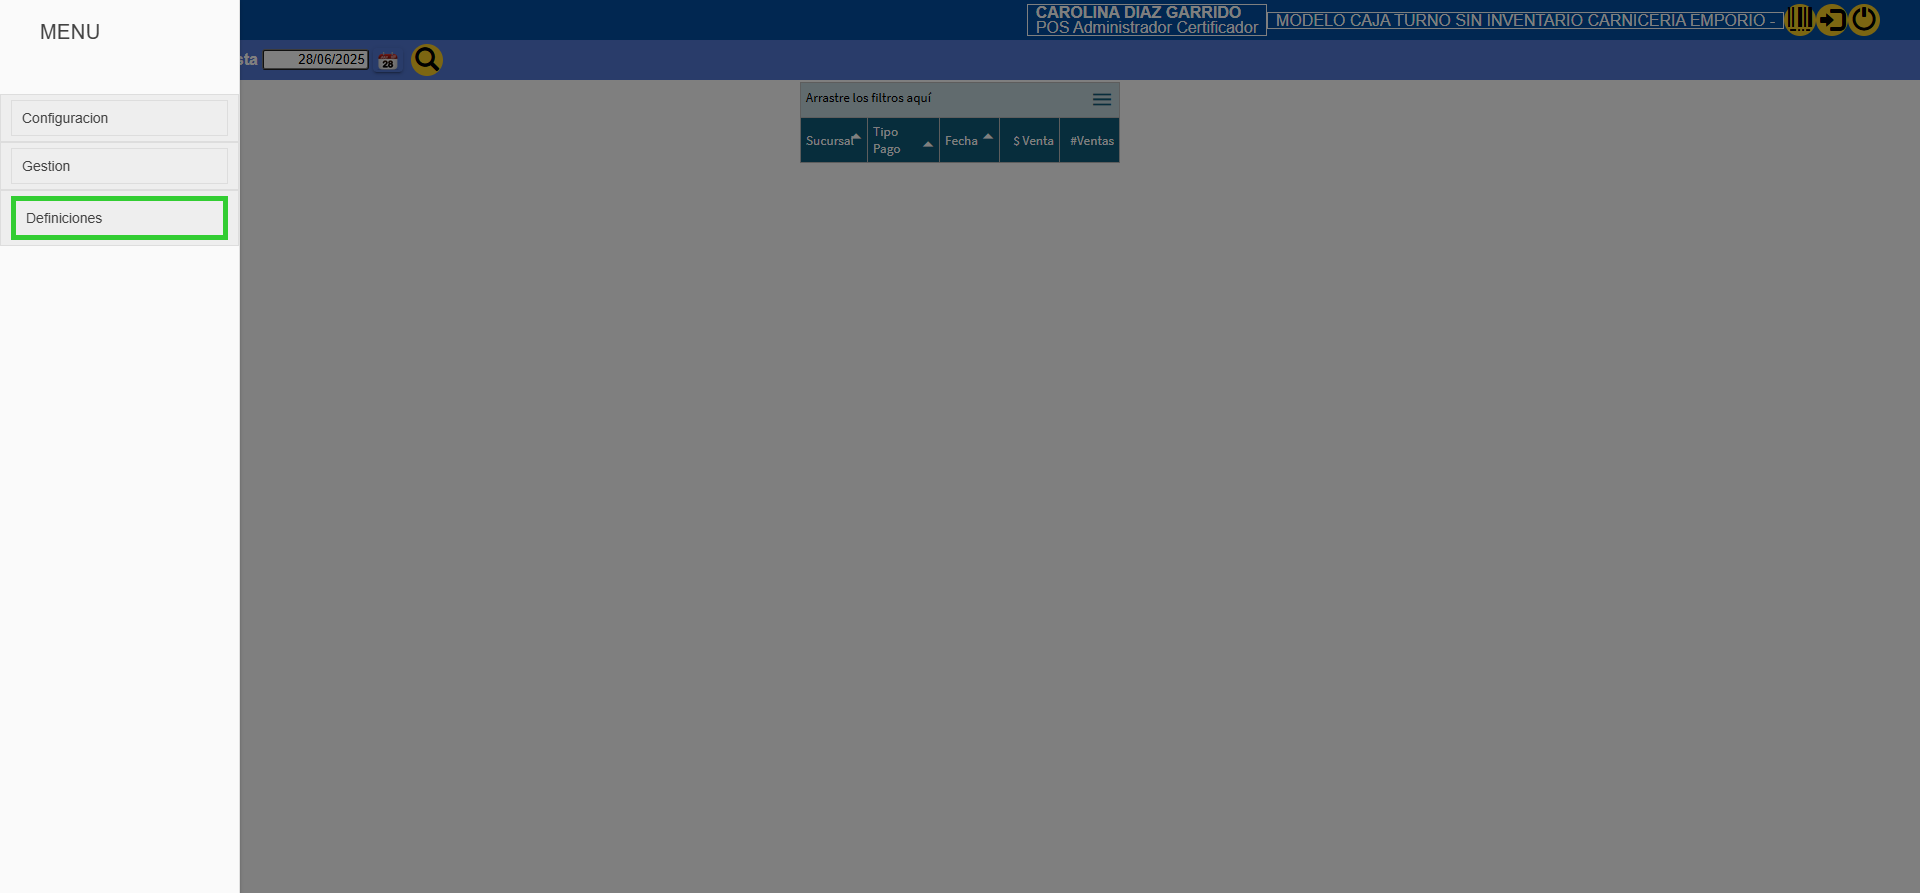 MENU
Configuracion
Gestion
Definiciones
CAROLINA DIAZ GARRIDO
POS Administrador Certificador
MODELO CAJA TURNO SIN INVENTARIO CARNICERIA EMPORIO -
sta 28/06/2025 28
Arrastre los filtros aquí
Sucursal Tipo Pago Fecha $ Venta #Ventas